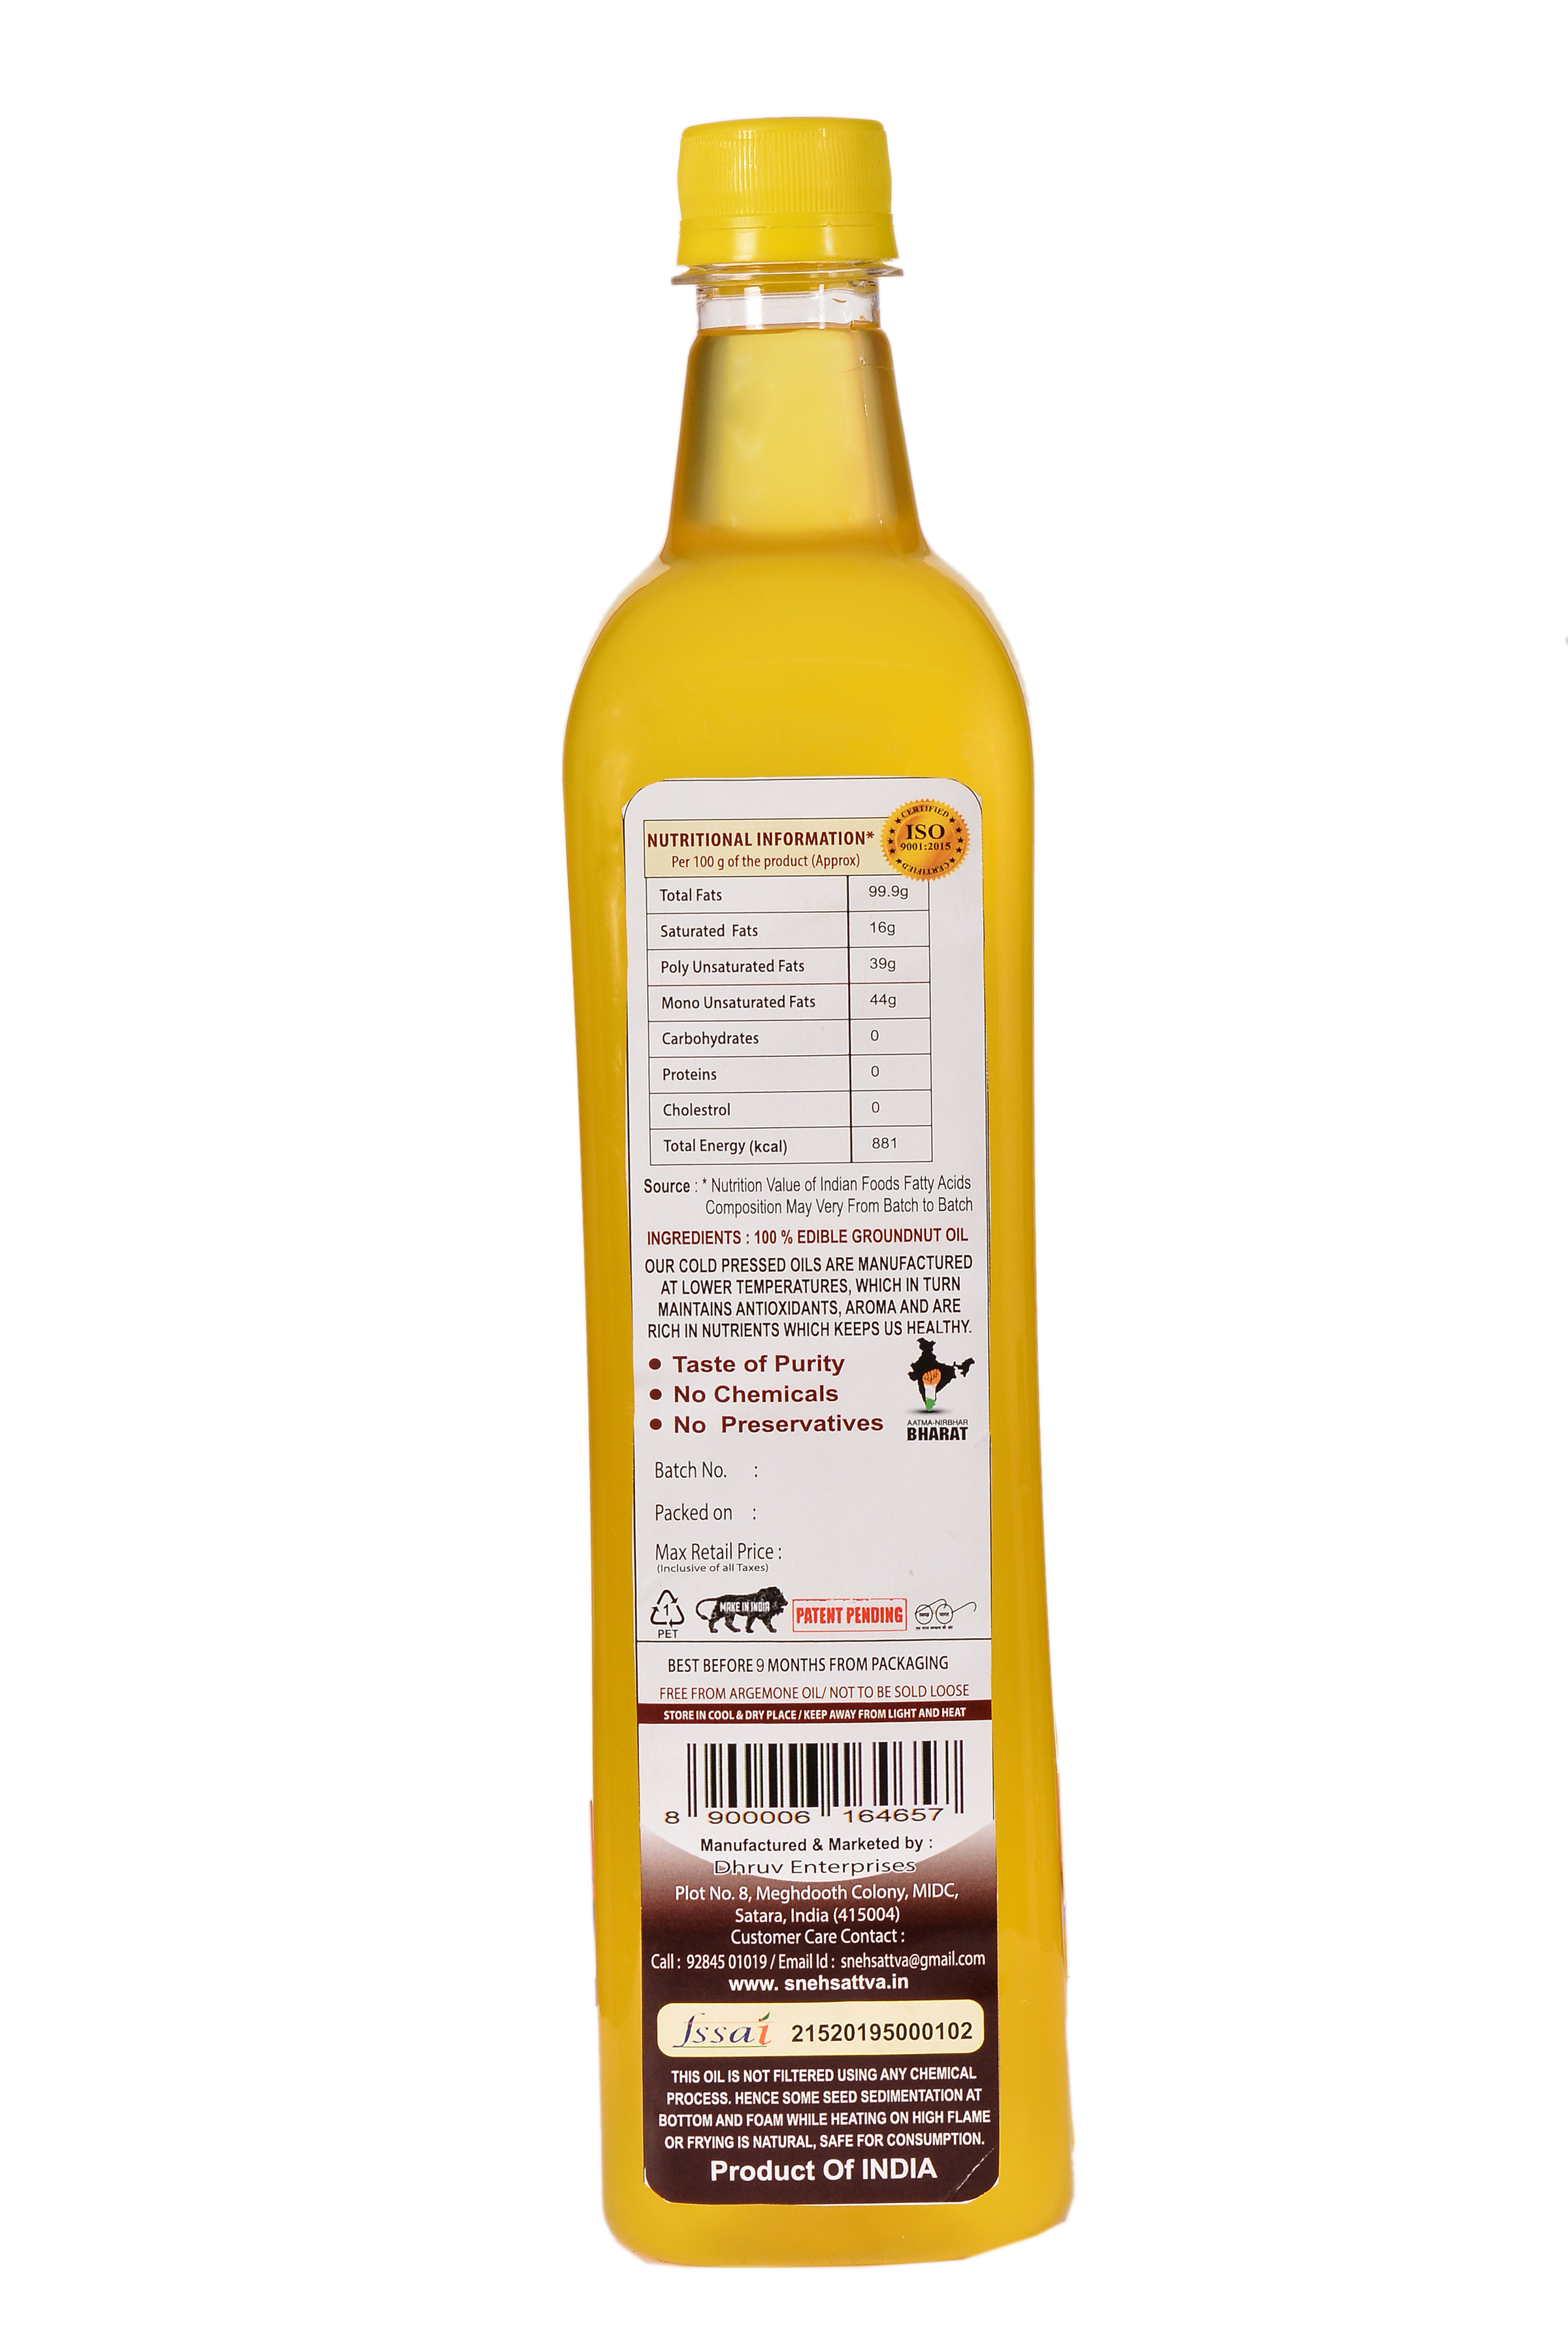 CERTIFIED
ISO
9001:2015
CERTIFIED
NUTRITIONAL INFORMATION*
Per 100 g of the product (Approx)
Total Fats 99.9g
Saturated Fats 16g
Poly Unsaturated Fats 39g
Mono Unsaturated Fats 44g
Carbohydrates 0
Proteins 0
Cholestrol 0
Total Energy (kcal) 881
Source : * Nutrition Value of Indian Foods Fatty Acids
Composition May Very From Batch to Batch
INGREDIENTS : 100 % EDIBLE GROUNDNUT OIL
OUR COLD PRESSED OILS ARE MANUFACTURED
AT LOWER TEMPERATURES, WHICH IN TURN
MAINTAINS ANTIOXIDANTS, AROMA AND ARE
RICH IN NUTRIENTS WHICH KEEPS US HEALTHY.
• Taste of Purity
• No Chemicals
• No Preservatives
AATMA-NIRBHAR
BHARAT
Batch No. :
Packed on :
Max Retail Price :
(Inclusive of all Taxes)
1
PET
MAKE IN INDIA
PATENT PENDING
BEST BEFORE 9 MONTHS FROM PACKAGING
FREE FROM ARGEMONE OIL/ NOT TO BE SOLD LOOSE
STORE IN COOL & DRY PLACE / KEEP AWAY FROM LIGHT AND HEAT
8 900006 164657
Manufactured & Marketed by :
Dhruv Enterprises
Plot No. 8, Meghdooth Colony, MIDC,
Satara, India (415004)
Customer Care Contact :
Call : 92845 01019 / Email Id : snehsattva@gmail.com
www. snehsattva.in
fssai 21520195000102
THIS OIL IS NOT FILTERED USING ANY CHEMICAL
PROCESS. HENCE SOME SEED SEDIMENTATION AT
BOTTOM AND FOAM WHILE HEATING ON HIGH FLAME
OR FRYING IS NATURAL, SAFE FOR CONSUMPTION.
Product Of INDIA